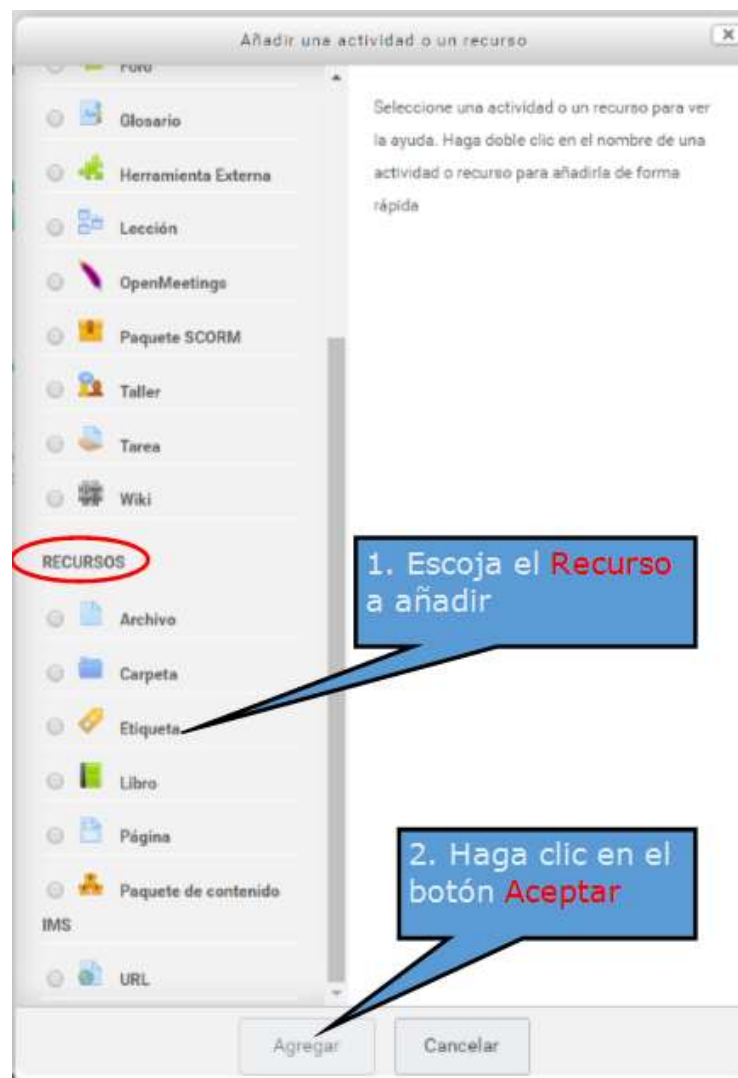 Añadir una actividad o un recurso
Foro
Glosario
Herramienta Externa
Lección
OpenMeetings
Paquete SCORM
Taller
Tarea
Wiki
RECURSOS
Archivo
Carpeta
Etiqueta
Libro
Página
Paquete de contenido
IMS
URL
Seleccione una actividad o un recurso para ver
la ayuda. Haga doble clic en el nombre de una
actividad o recurso para añadirla de forma
rápida
1. Escoja el Recurso
a añadir
2. Haga clic en el
botón Aceptar
Agregar
Cancelar